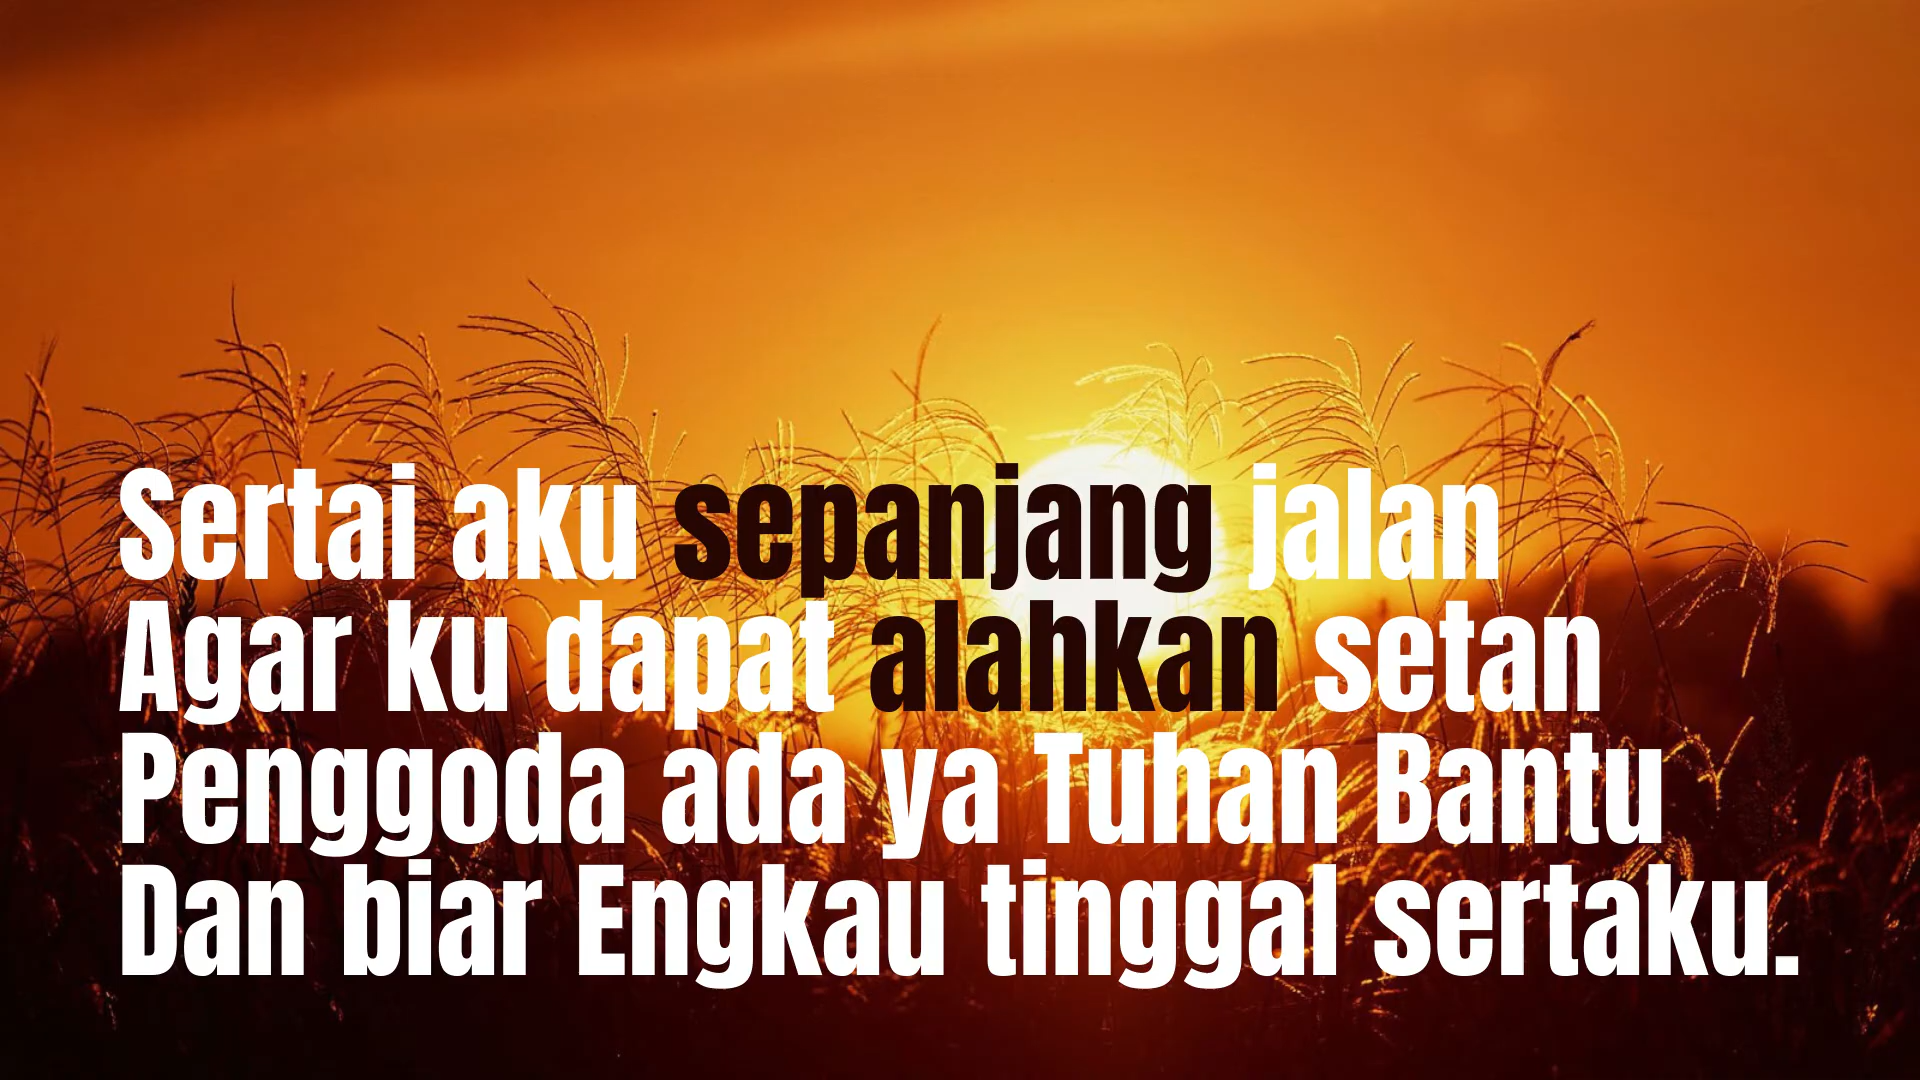 Sertai aku sepanjang jalan
Agar ku dapat alahkan setan
Penggoda ada ya Tuhan Bantu
Dan biar Engkau tinggal sertaku.